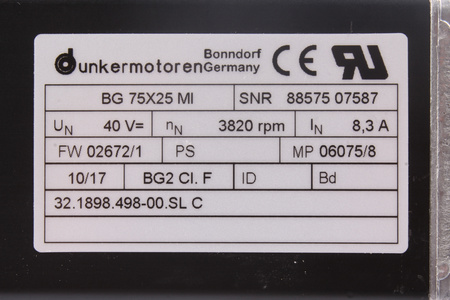 dunkermotoren Bonndorf Germany CE RU
BG 75X25 MI SNR 88575 07587
UN 40 V= nN 3820 rpm IN 8,3 A
FW 02672/1 PS MP 06075/8
10/17 BG2 Cl. F ID Bd
32.1898.498-00.SL C